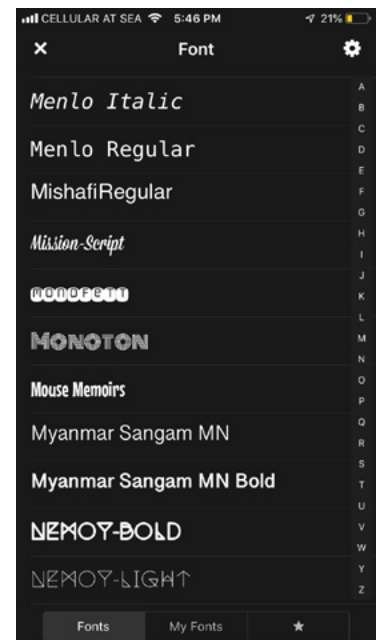 CELLULAR AT SEA 5:46 PM 21%
× Font
Menlo Italic
Menlo Regular
MishafiRegular
Mission-Script
MONOFETT
MONOTON
Mouse Memoirs
Myanmar Sangam MN
Myanmar Sangam MN Bold
NEMOY-BOLD
NEMOY-LIGHT
A
B
C
D
E
F
G
H
I
J
K
L
M
N
O
P
Q
R
S
T
U
V
W
Y
Z
Fonts My Fonts ★